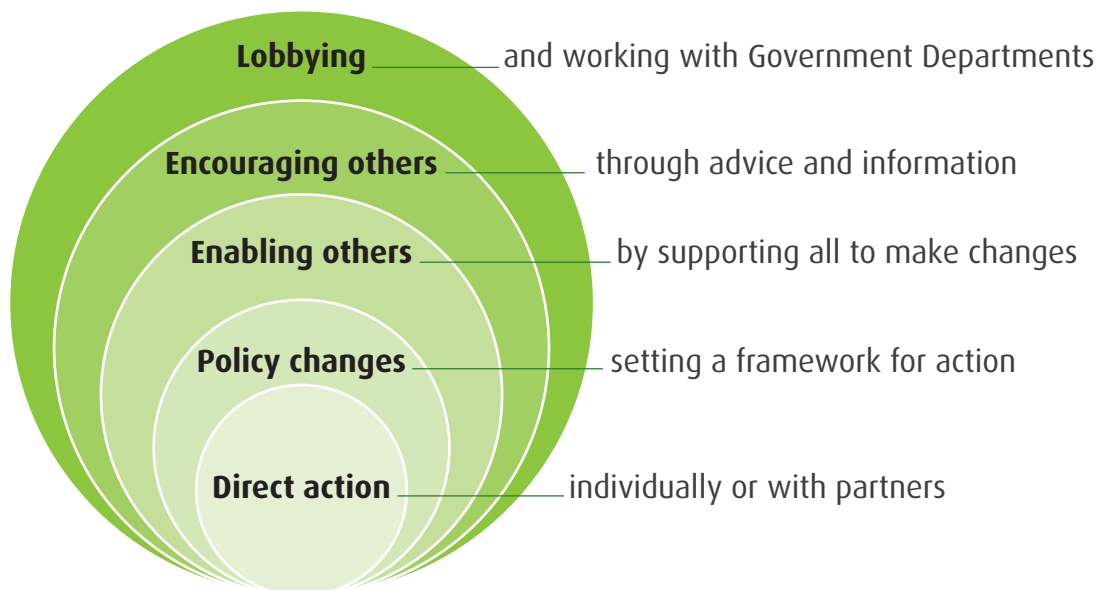 Lobbying and working with Government Departments
Encouraging others through advice and information
Enabling others by supporting all to make changes
Policy changes setting a framework for action
Direct action individually or with partners